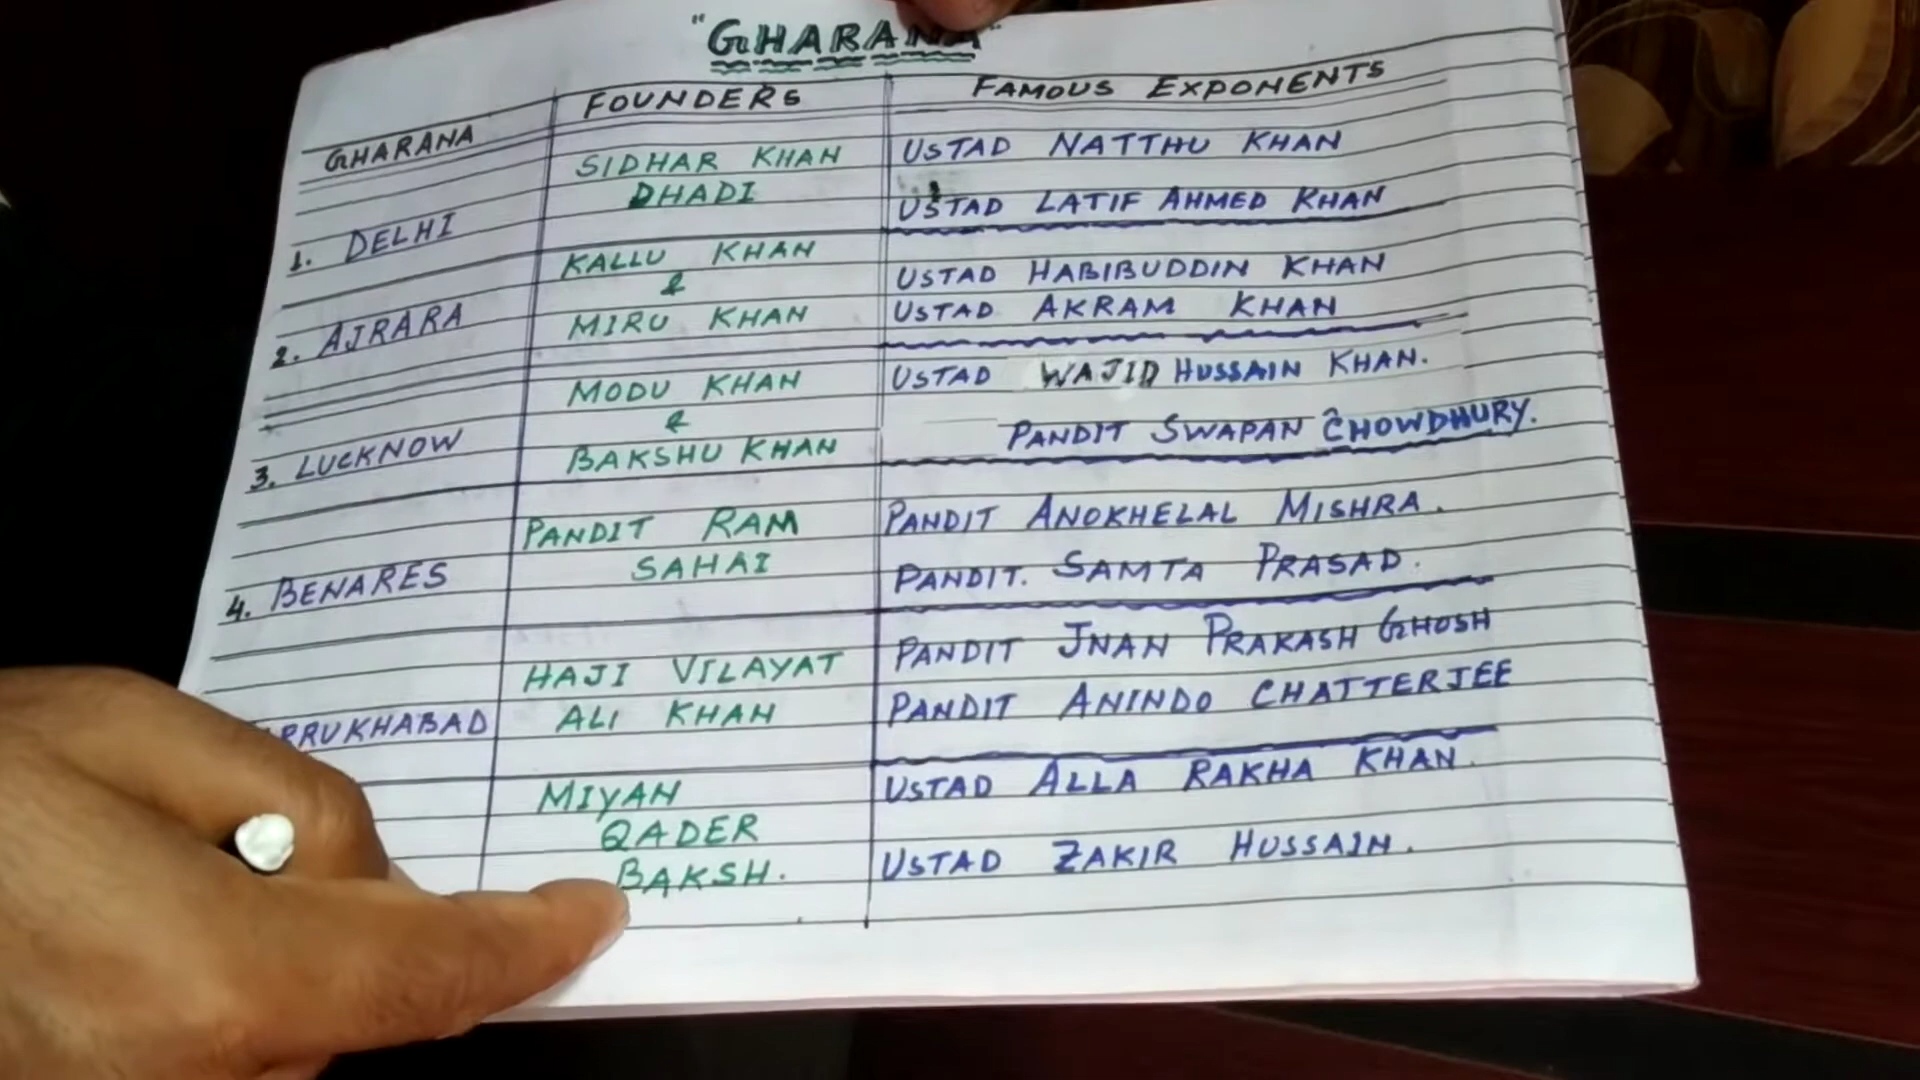 "GHARANA"
GHARANA FOUNDERS FAMOUS EXPONENTS
1. DELHI
SIDHAR KHAN
DHADI
USTAD NATTHU KHAN
USTAD LATIF AHMED KHAN
2. AJRARA
KALLU KHAN
&
MIRU KHAN
USTAD HABIBUDDIN KHAN
USTAD AKRAM KHAN
3. LUCKNOW
MODU KHAN
&
BAKSHU KHAN
USTAD WAJID HUSSAIN KHAN.
PANDIT SWAPAN CHOWDHURY.
4. BENARES
PANDIT RAM
SAHAI
PANDIT ANOKHELAL MISHRA.
PANDIT. SAMTA PRASAD.
RRUKHABAD
HAJI VILAYAT
ALI KHAN
PANDIT JNAN PRAKASH GHOSH
PANDIT ANINDO CHATTERJEE
MIYAN
QADER
BAKSH.
USTAD ALLA RAKHA KHAN.
USTAD ZAKIR HUSSAIN.